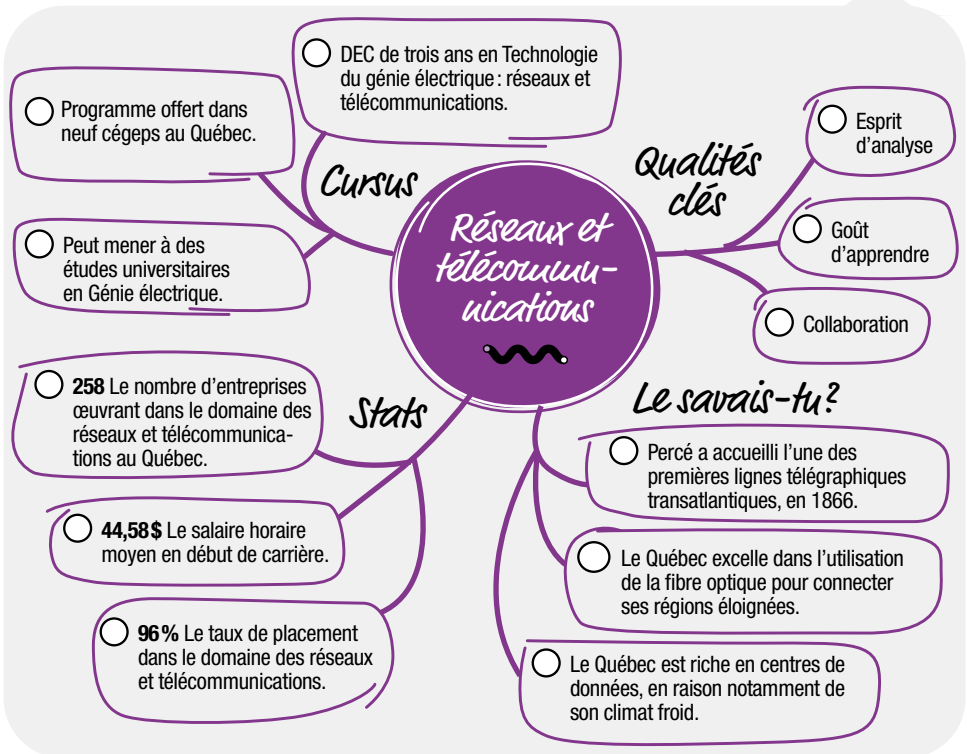 DEC de trois ans en Technologie
du génie électrique : réseaux et
télécommunications.
Programme offert dans
neuf cégeps au Québec.
Cursus
Peut mener à des
études universitaires
en Génie électrique.
Réseaux et
télécommu-
nications
Qualités
clés
Esprit
d’analyse
Goût
d’apprendre
Collaboration
Stats
258 Le nombre d’entreprises
œuvrant dans le domaine des
réseaux et télécommunica-
tions au Québec.
44,58 $ Le salaire horaire
moyen en début de carrière.
96 % Le taux de placement
dans le domaine des réseaux
et télécommunications.
Le savais-tu?
Percé a accueilli l’une des
premières lignes télégraphiques
transatlantiques, en 1866.
Le Québec excelle dans l’utilisation
de la fibre optique pour connecter
ses régions éloignées.
Le Québec est riche en centres de
données, en raison notamment de
son climat froid.